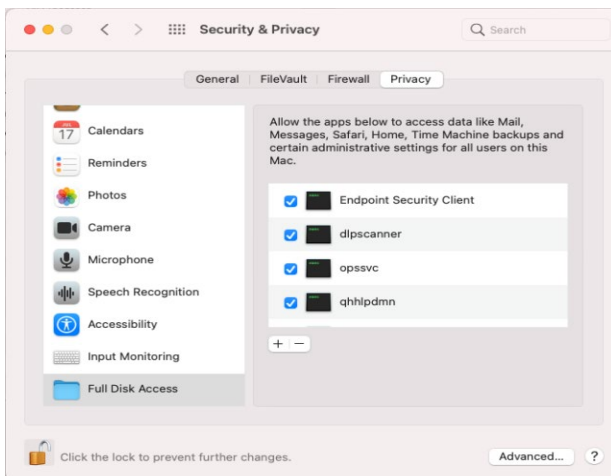 Security & Privacy
Search
General
FileVault
Firewall
Privacy
17
Calendars
Reminders
Photos
Camera
Microphone
Speech Recognition
Accessibility
Input Monitoring
Full Disk Access
Allow the apps below to access data like Mail,
Messages, Safari, Home, Time Machine backups and
certain administrative settings for all users on this
Mac.
Endpoint Security Client
dlpscanner
opssvc
qhhlpdmn
+ −
Click the lock to prevent further changes.
Advanced...
?